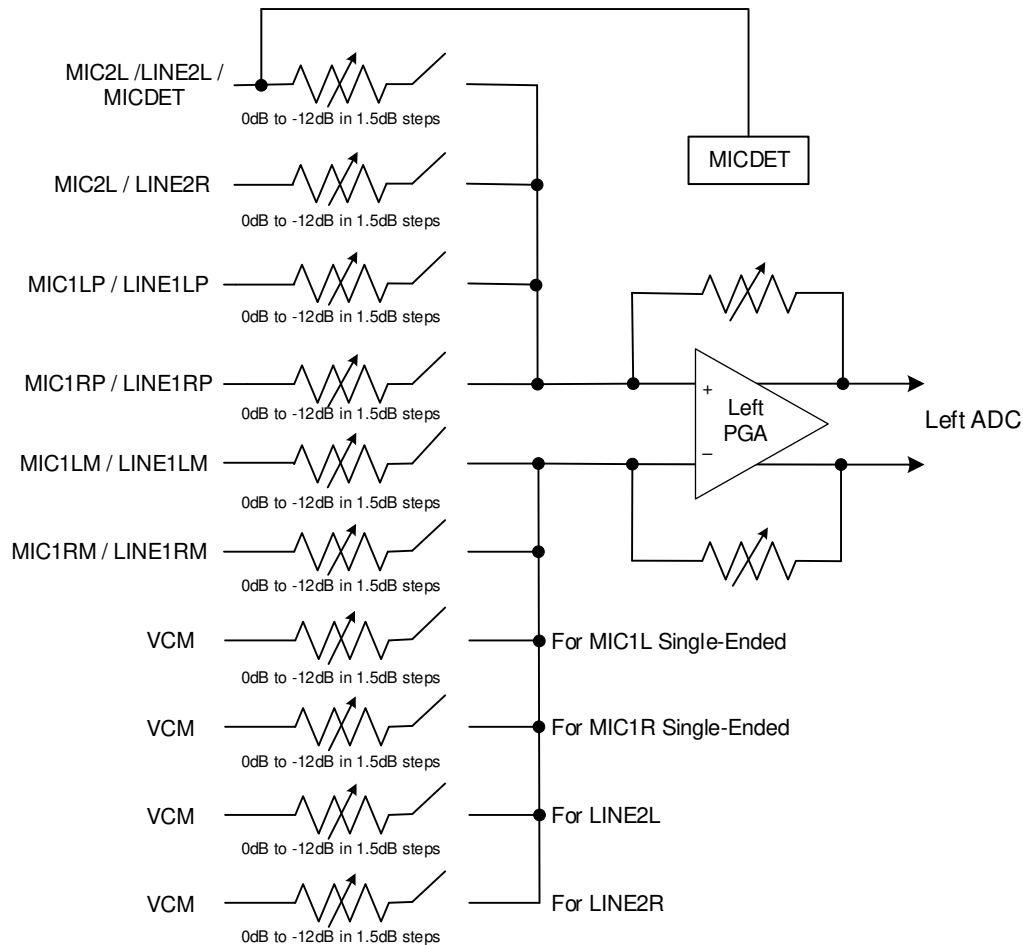 MIC2L /LINE2L /
MICDET
0dB to -12dB in 1.5dB steps
MICDET
MIC2L / LINE2R
0dB to -12dB in 1.5dB steps
MIC1LP / LINE1LP
0dB to -12dB in 1.5dB steps
MIC1RP / LINE1RP
0dB to -12dB in 1.5dB steps
+
Left
PGA
–
Left ADC
MIC1LM / LINE1LM
0dB to -12dB in 1.5dB steps
MIC1RM / LINE1RM
0dB to -12dB in 1.5dB steps
VCM
For MIC1L Single-Ended
0dB to -12dB in 1.5dB steps
VCM
For MIC1R Single-Ended
0dB to -12dB in 1.5dB steps
VCM
For LINE2L
0dB to -12dB in 1.5dB steps
VCM
For LINE2R
0dB to -12dB in 1.5dB steps